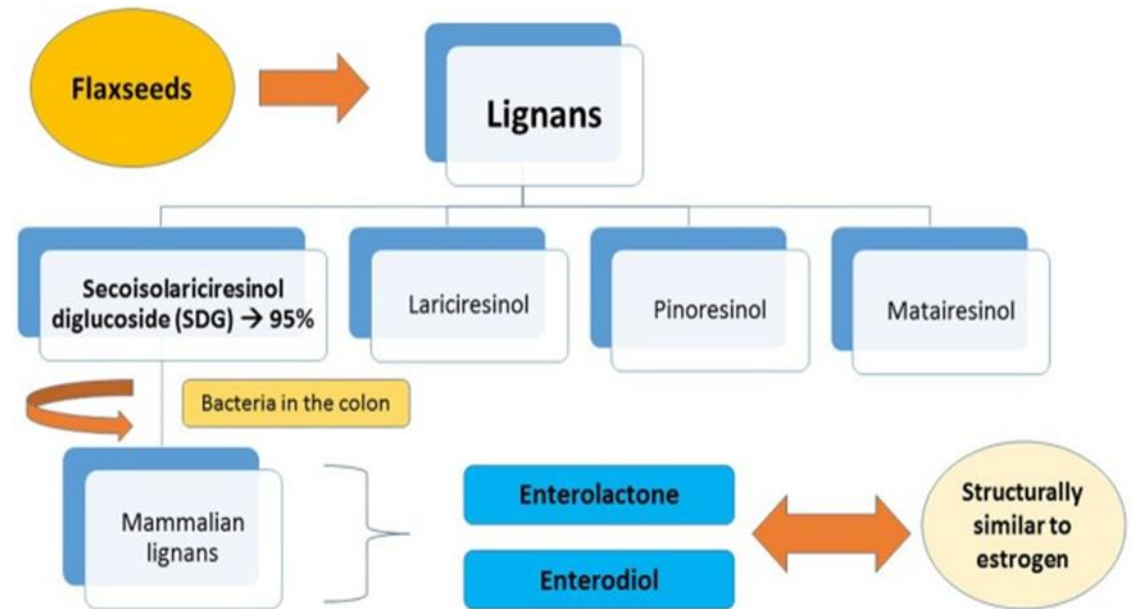 Flaxseeds
Lignans
Secoisolariciresinol
diglucoside (SDG) → 95%
Lariciresinol
Pinoresinol
Matairesinol
Bacteria in the colon
Mammalian
lignans
Enterolactone
Enterodiol
Structurally
similar to
estrogen